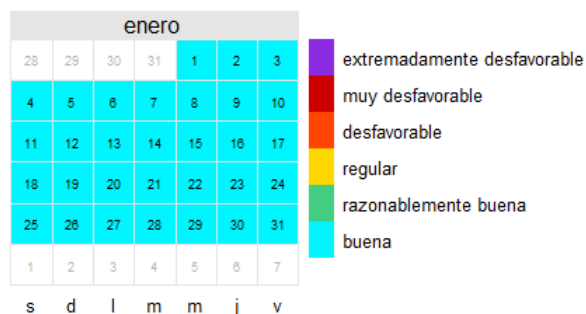 enero
28 29 30 31 1 2 3
4 5 6 7 8 9 10
11 12 13 14 15 16 17
18 19 20 21 22 23 24
25 26 27 28 29 30 31
1 2 3 4 5 6 7
s d l m m j v
extremadamente desfavorable
muy desfavorable
desfavorable
regular
razonablemente buena
buena